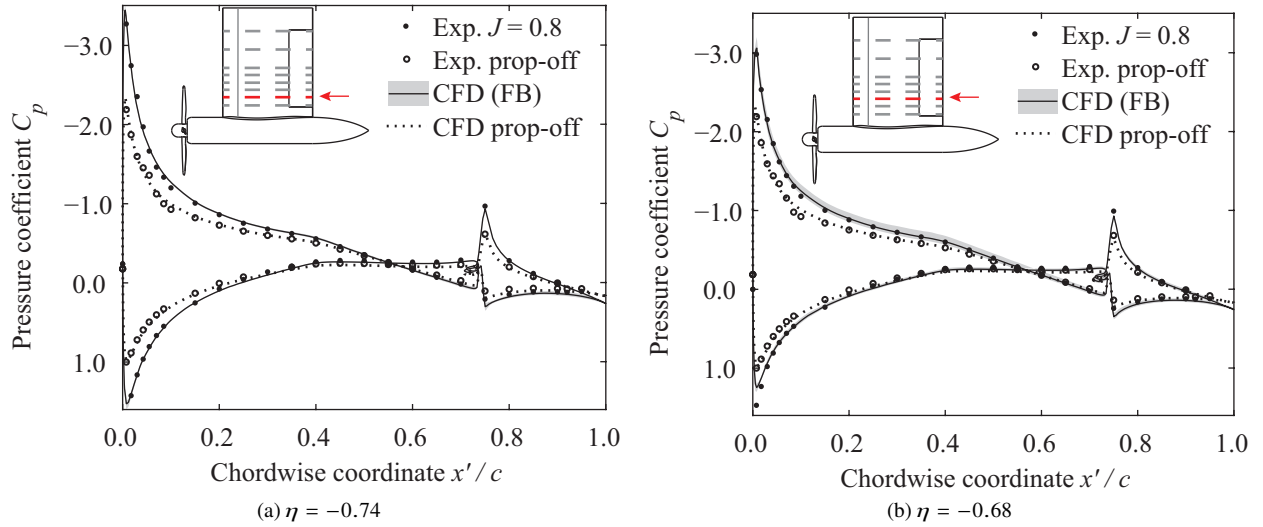 Exp. J = 0.8
Exp. prop-off
CFD (FB)
CFD prop-off
Pressure coefficient C_p
−3.0
−2.0
−1.0
0.0
1.0
0.0 0.2 0.4 0.6 0.8 1.0
Chordwise coordinate x′ / c
(a) η = −0.74
Exp. J = 0.8
Exp. prop-off
CFD (FB)
CFD prop-off
Pressure coefficient C_p
−3.0
−2.0
−1.0
0.0
1.0
0.0 0.2 0.4 0.6 0.8 1.0
Chordwise coordinate x′ / c
(b) η = −0.68